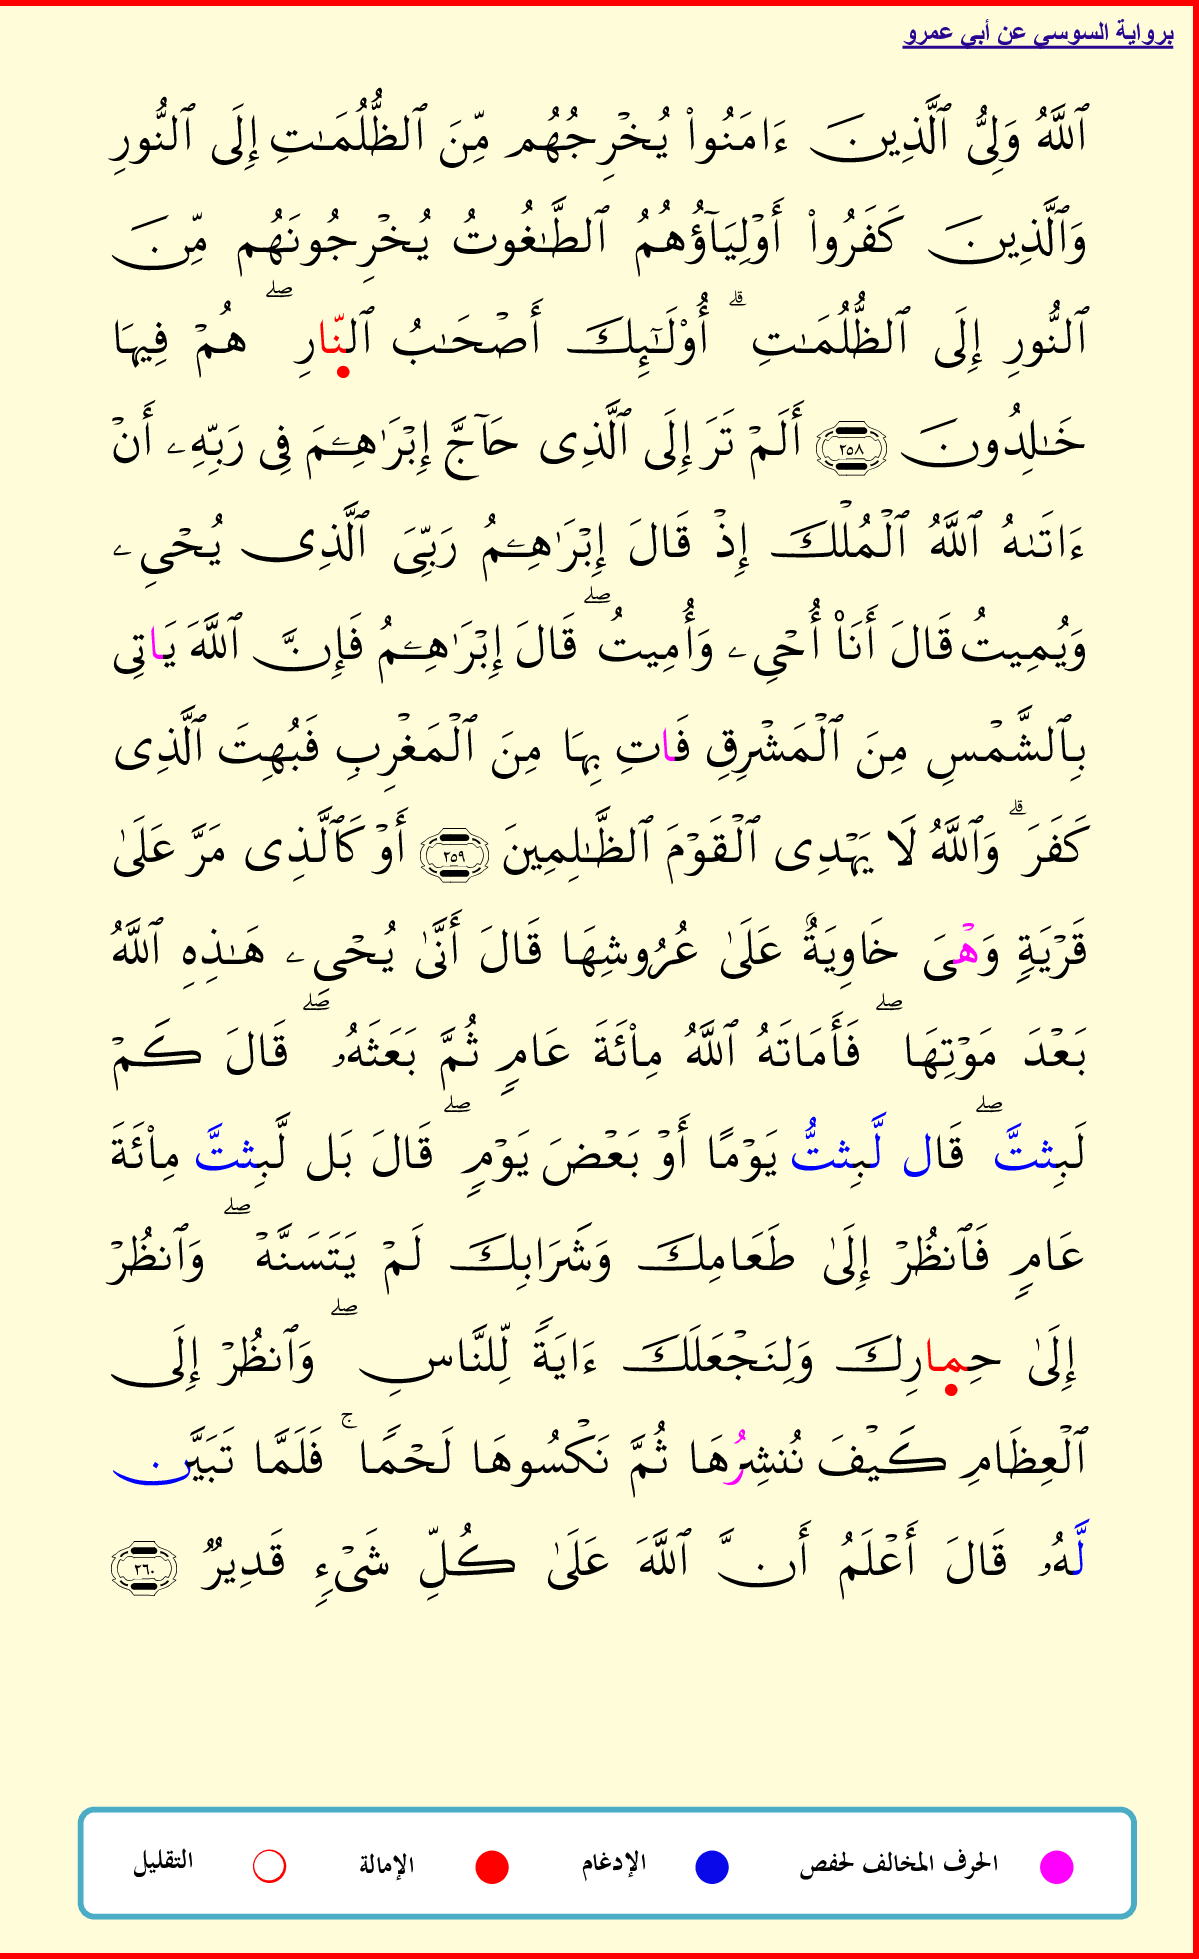 برواية السوسي عن أبي عمرو
ٱللَّهُ وَلِىُّ ٱلَّذِينَ ءَامَنُوا۟ يُخْرِجُهُم مِّنَ ٱلظُّلُمَـٰتِ إِلَى ٱلنُّورِ
وَٱلَّذِينَ كَفَرُوا۟ أَوْلِيَآؤُهُمُ ٱلطَّـٰغُوتُ يُخْرِجُونَهُم مِّنَ
ٱلنُّورِ إِلَى ٱلظُّلُمَـٰتِ ۗ أُو۟لَـٰٓئِكَ أَصْحَـٰبُ ٱلنّارِ ۖ هُمْ فِيهَا
خَـٰلِدُونَ ٢٥٨ أَلَمْ تَرَ إِلَى ٱلَّذِى حَآجَّ إِبْرَٰهِـۧمَ فِى رَبِّهِۦ أَنْ
ءَاتَىٰهُ ٱللَّهُ ٱلْمُلْكَ إِذْ قَالَ إِبْرَٰهِـۧمُ رَبِّىَ ٱلَّذِى يُحْىِۦ
وَيُمِيتُ قَالَ أَنَا۠ أُحْىِۦ وَأُمِيتُ ۖ قَالَ إِبْرَٰهِـۧمُ فَإِنَّ ٱللَّهَ يَاتِى
بِٱلشَّمْسِ مِنَ ٱلْمَشْرِقِ فَاتِ بِهَا مِنَ ٱلْمَغْرِبِ فَبُهِتَ ٱلَّذِى
كَفَرَ ۗ وَٱللَّهُ لَا يَهْدِى ٱلْقَوْمَ ٱلظَّـٰلِمِينَ ٢٥٩ أَوْ كَٱلَّذِى مَرَّ عَلَىٰ
قَرْيَةٍ وَهْىَ خَاوِيَةٌ عَلَىٰ عُرُوشِهَا قَالَ أَنَّىٰ يُحْىِۦ هَـٰذِهِ ٱللَّهُ
بَعْدَ مَوْتِهَا ۖ فَأَمَاتَهُ ٱللَّهُ مِا۟ئَةَ عَامٍ ثُمَّ بَعَثَهُۥ ۖ قَالَ كَمْ
لَبِثتَّ ۖ قَال لَّبِثتُّ يَوْمًا أَوْ بَعْضَ يَوْمٍ ۖ قَالَ بَل لَّبِثتَّ مِا۟ئَةَ
عَامٍ فَٱنظُرْ إِلَىٰ طَعَامِكَ وَشَرَابِكَ لَمْ يَتَسَنَّهْ ۖ وَٱنظُرْ
إِلَىٰ حِمارِكَ وَلِنَجْعَلَكَ ءَايَةً لِّلنَّاسِ ۖ وَٱنظُرْ إِلَى
ٱلْعِظَامِ كَيْفَ نُنشِرُهَا ثُمَّ نَكْسُوهَا لَحْمًا ۚ فَلَمَّا تَبَيَّن
لَّهُۥ قَالَ أَعْلَمُ أَنَّ ٱللَّهَ عَلَىٰ كُلِّ شَىْءٍ قَدِيرٌ ٢٦٠
الحرف المخالف لحفص الإدغام الإمالة التقليل